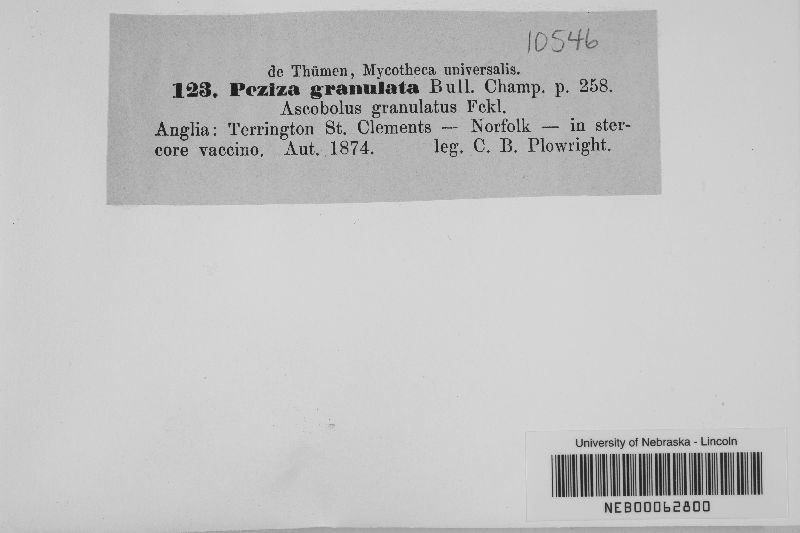 10546
de Thümen, Mycotheca universalis.
123. Peziza granulata Bull. Champ. p. 258.
Ascobolus granulatus Fckl.
Anglia: Terrington St. Clements — Norfolk — in ster-
core vaccino. Aut. 1874. leg. C. B. Plowright.
University of Nebraska - Lincoln
NEB00062800